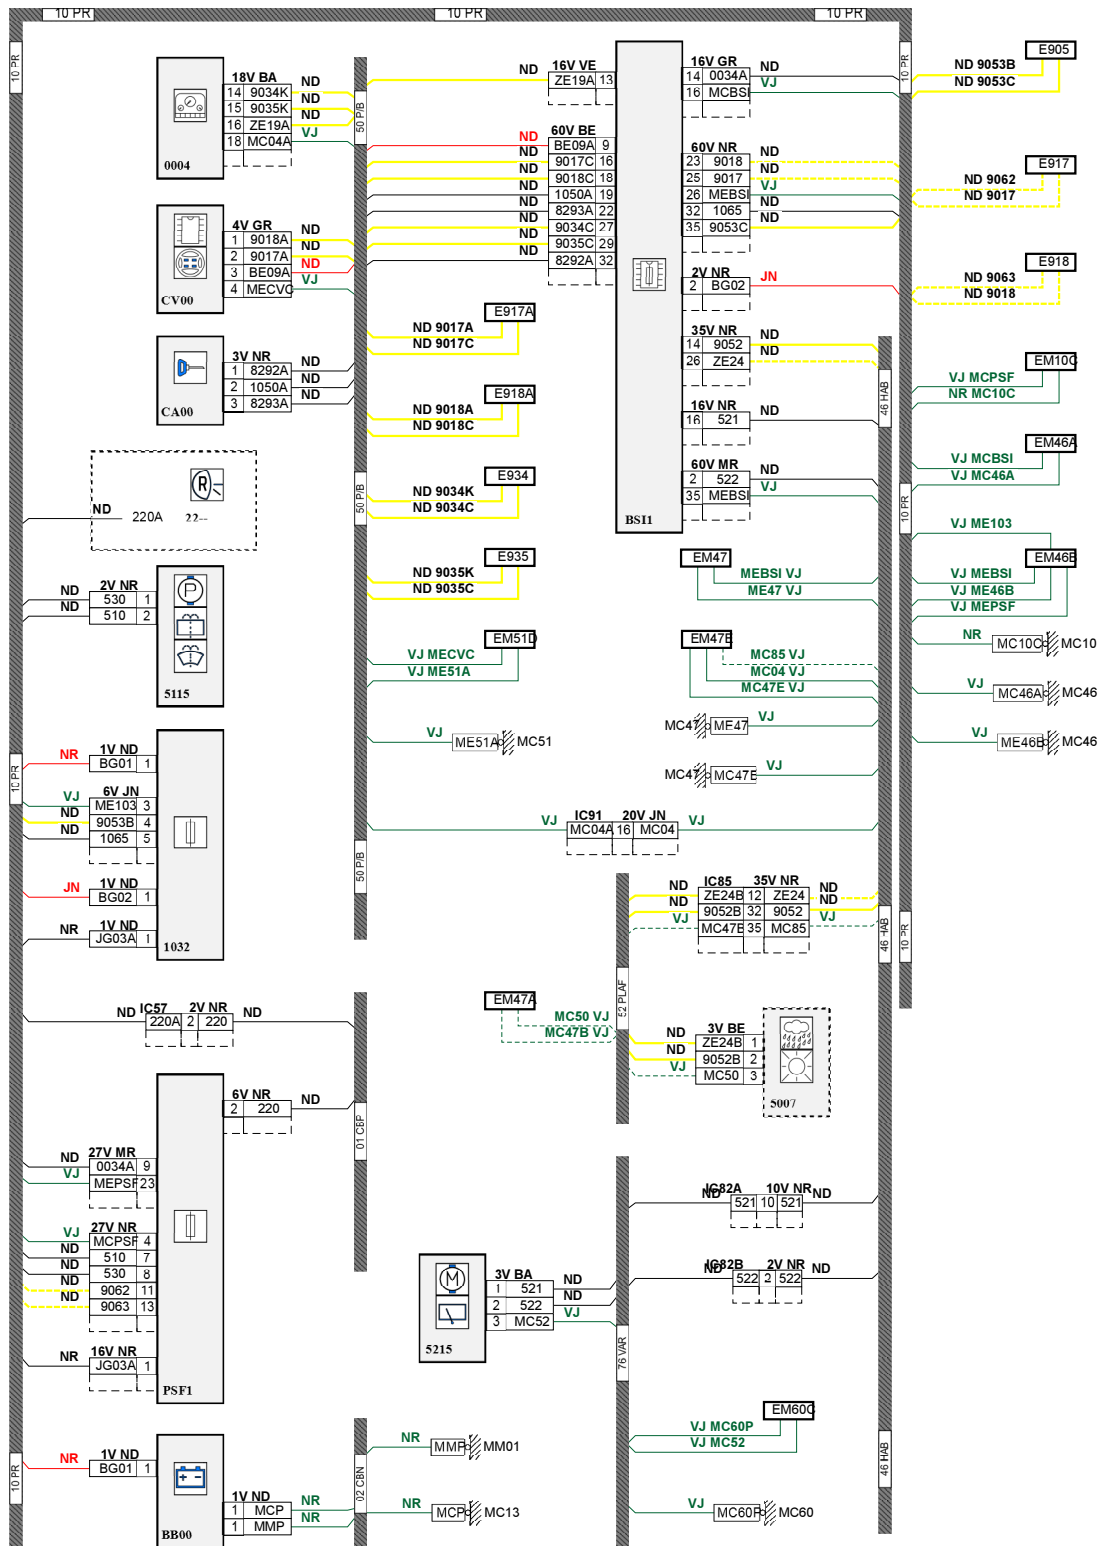 10 PR
10 PR
10 PR
10 PR
10 PR
0004
18V BA
14 9034K ND
15 9035K ND
16 ZE19A ND
18 MC04A VJ
50 P/B
ND
16V VE
ZE19A 13
60V BE
ND BE09A 9
ND 9017C 16
ND 9018C 18
ND 1050A 19
ND 8293A 22
ND 9034C 27
ND 9035C 29
ND 8292A 32
BSI1
16V GR
14 0034A ND
16 MCBSI VJ
60V NR
23 9018 ND
25 9017 ND
26 MEBSI VJ
32 1065 ND
35 9053C ND
2V NR
2 BG02 JN
35V NR
14 9052 ND
26 ZE24 ND
16V NR
16 521 ND
60V MR
2 522 ND
35 MEBSI VJ
E905
ND 9053B
ND 9053C
E917
ND 9062
ND 9017
E918
ND 9063
ND 9018
EM10C
VJ MCPSF
NR MC10C
EM46A
VJ MCBSI
VJ MC46A
VJ ME103
EM46B
VJ MEBSI
VJ ME46B
VJ MEPSF
NR MC10C MC10
VJ MC46A MC46
VJ ME46B MC46
CV00
4V GR
1 9018A ND
2 9017A ND
3 BE09A ND
4 MECVC VJ
CA00
3V NR
1 8292A ND
2 1050A ND
3 8293A ND
E917A
ND 9017A
ND 9017C
E918A
ND 9018A
ND 9018C
E934
ND 9034K
ND 9034C
E935
ND 9035K
ND 9035C
EM51D
VJ MECVC
VJ ME51A
VJ ME51A MC51
50 P/B
50 P/B
46 HAB
10 PR
ND 220A 22--
R
2V NR
ND 530 1
ND 510 2
P
5115
EM47
MEBSI VJ
ME47 VJ
EM47E
MC85 VJ
MC04 VJ
MC47E VJ
MC47 ME47 VJ
MC47 MC47E VJ
10 PR
1V ND
NR BG01 1
6V JN
VJ ME103 3
ND 9053B 4
ND 1065 5
1V ND
JN BG02 1
1V ND
NR JG03A 1
1032
IC91 20V JN
VJ MC04A 16 MC04 VJ
IC85 35V NR
ND ZE24B 12 ZE24 ND
ND 9052B 32 9052 ND
VJ MC47B 35 MC85 VJ
46 HAB
10 PR
52 PLAF
EM47A
MC50 VJ
MC47B VJ
3V BE
ND ZE24B 1
ND 9052B 2
VJ MC50 3
5007
IC57 2V NR
ND 220A 2 220 ND
6V NR
2 220 ND
01 CBP
27V MR
ND 0034A 9
VJ MEPSF 23
27V NR
VJ MCPSF 4
ND 510 7
ND 530 8
ND 9062 11
ND 9063 13
16V NR
NR JG03A 1
PSF1
IC82A 10V NR
ND 521 10 521 ND
IC82B 2V NR
ND 522 2 522 ND
M
5215
3V BA
1 521 ND
2 522 ND
3 MC52 VJ
76 VAR
EM60C
VJ MC60P
VJ MC52
VJ MC60P MC60
46 HAB
10 PR
1V ND
NR BG01 1
BB00
1V ND
1 MCP NR
1 MMP NR
02 CBN
NR MMP MM01
NR MCP MC13